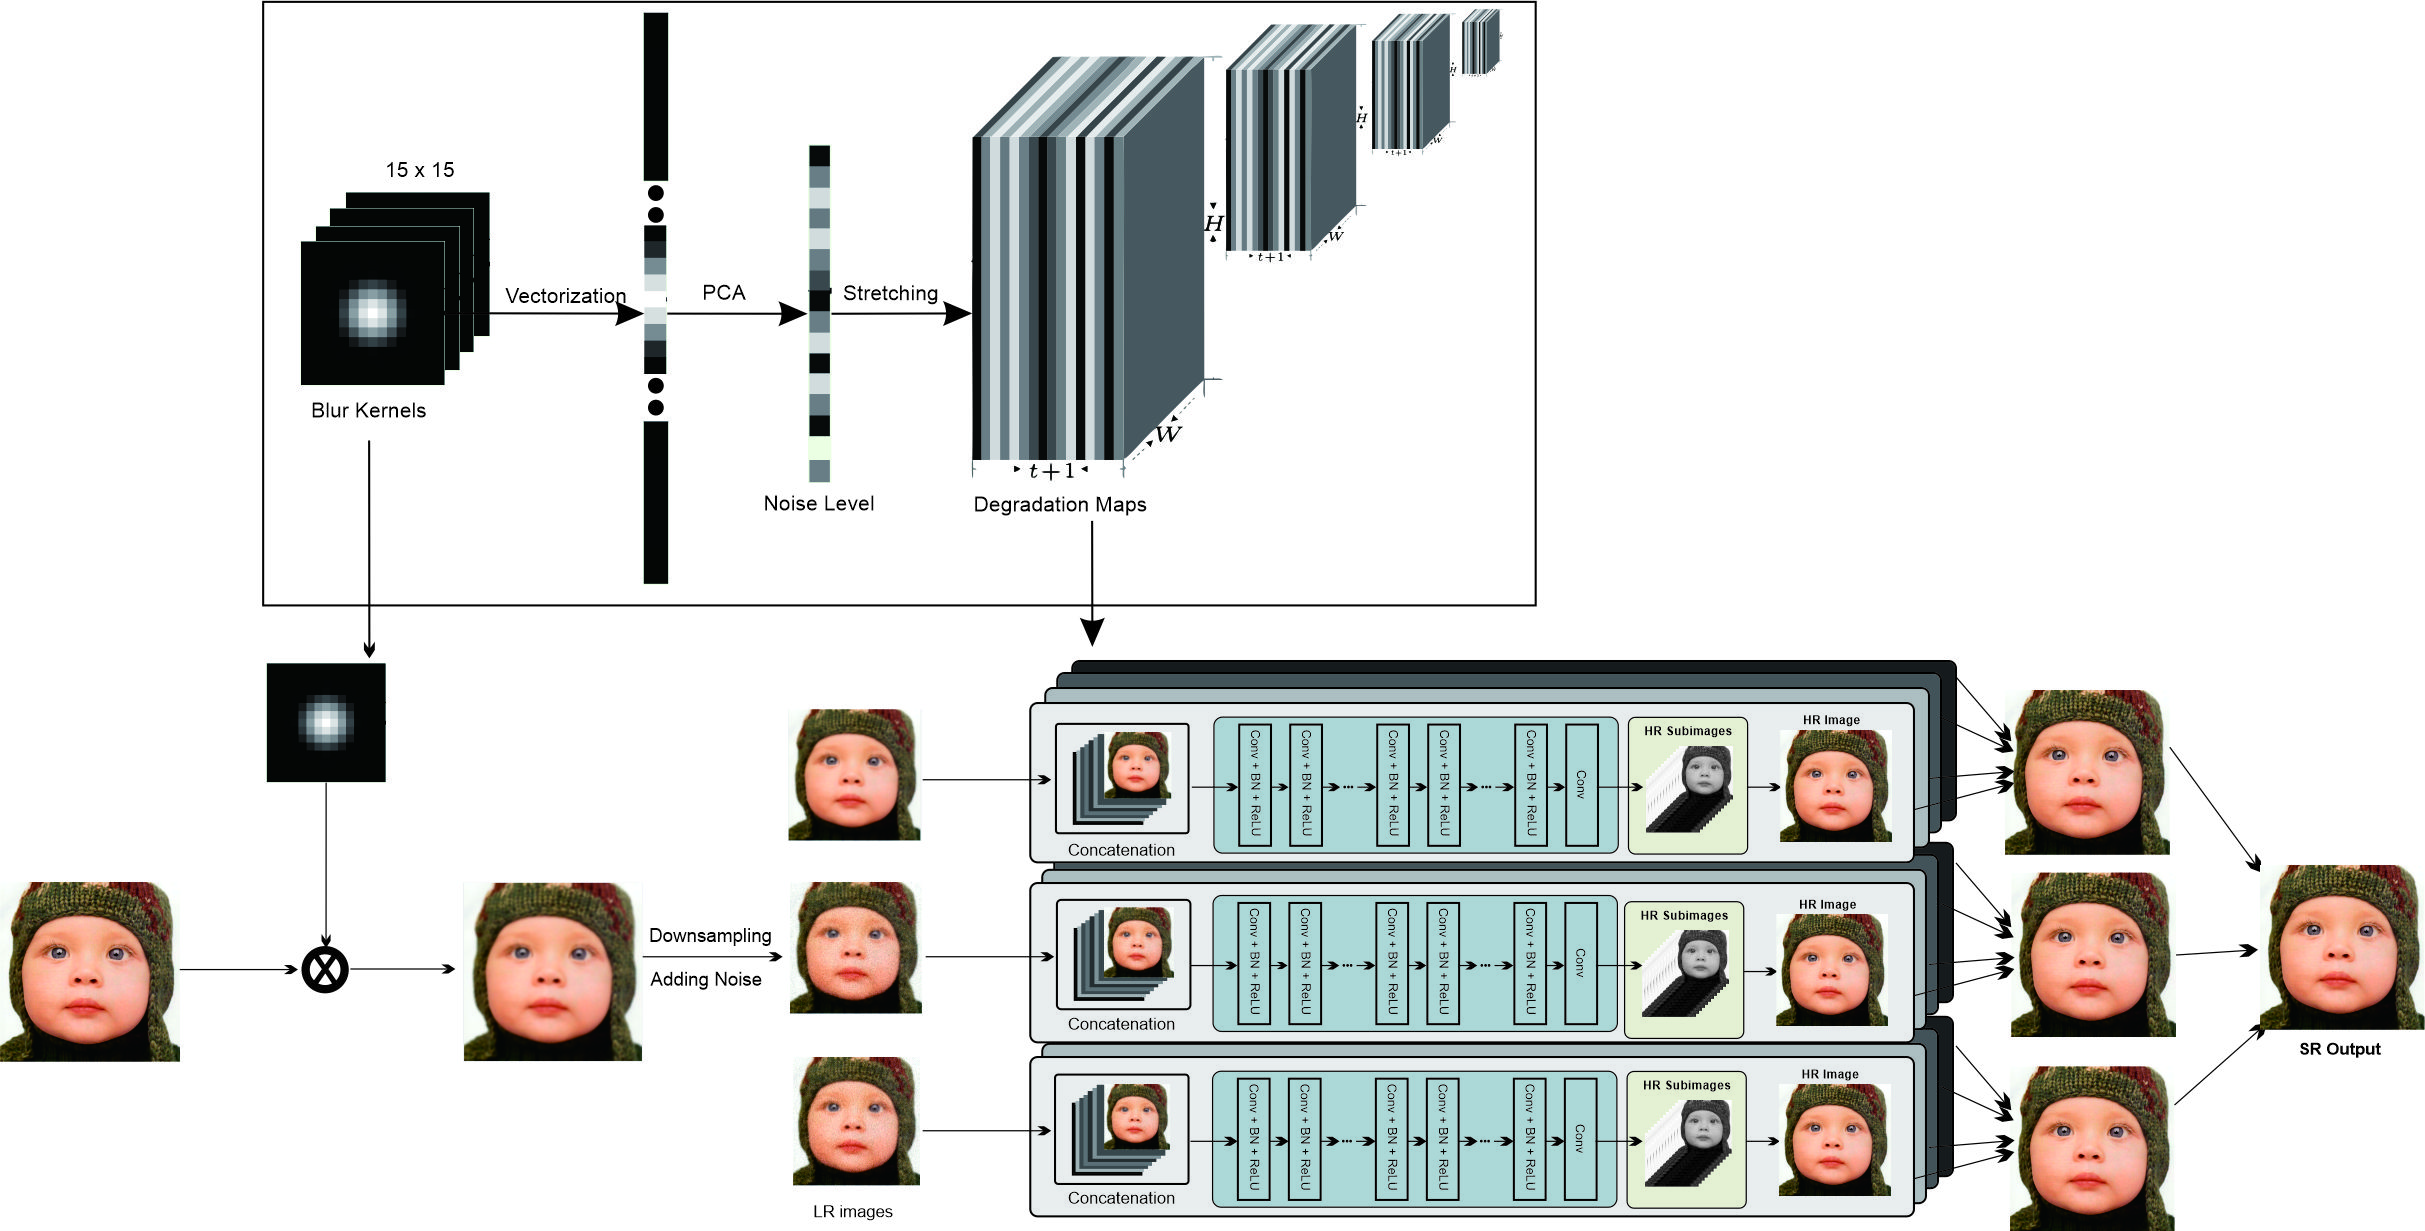 15 x 15
Blur Kernels
Vectorization
PCA
Noise Level
Stretching
H
W
t+1
Degradation Maps
H
W
t+1
H
W
t+1
Downsampling
Adding Noise
LR images
Concatenation
Conv + BN + ReLU
Conv + BN + ReLU
...
Conv + BN + ReLU
Conv + BN + ReLU
...
Conv + BN + ReLU
Conv
HR Subimages
HR Image
Concatenation
Conv + BN + ReLU
Conv + BN + ReLU
...
Conv + BN + ReLU
Conv + BN + ReLU
...
Conv + BN + ReLU
Conv
HR Subimages
HR Image
Concatenation
Conv + BN + ReLU
Conv + BN + ReLU
...
Conv + BN + ReLU
Conv + BN + ReLU
...
Conv + BN + ReLU
Conv
HR Subimages
HR Image
SR Output